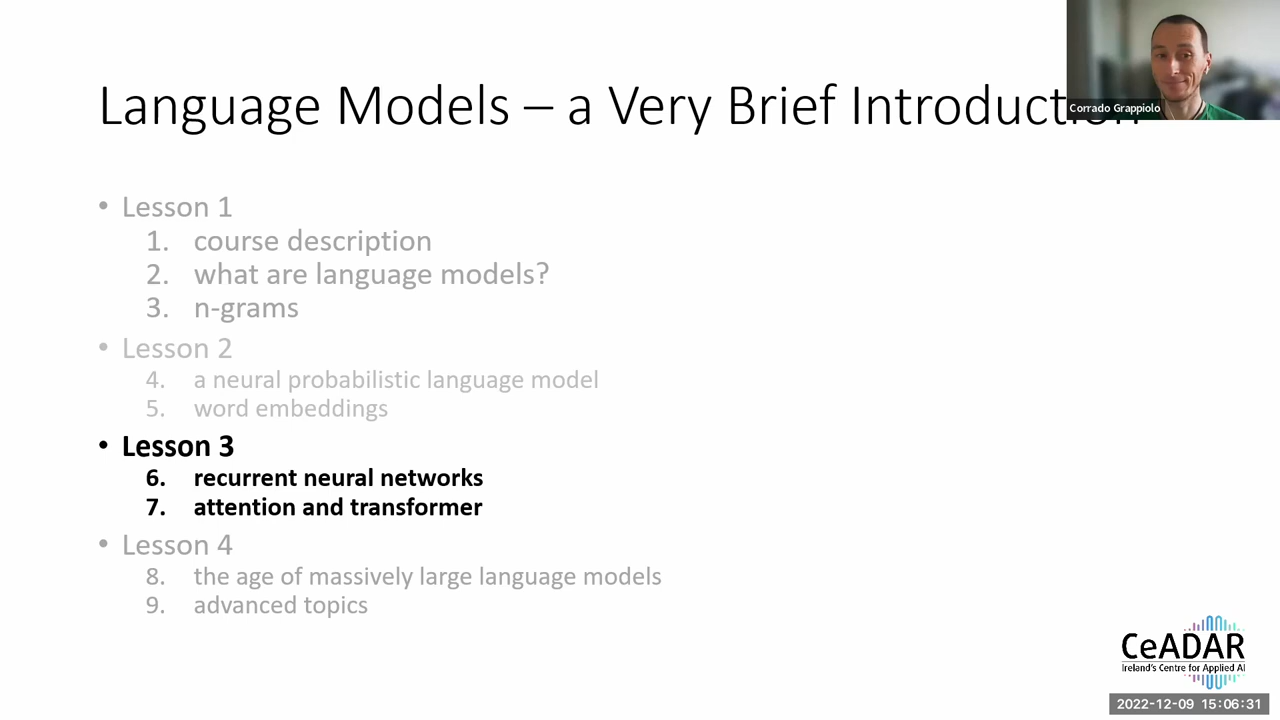 Language Models – a Very Brief Introduction
Corrado Grappiolo
• Lesson 1
1. course description
2. what are language models?
3. n-grams
• Lesson 2
4. a neural probabilistic language model
5. word embeddings
• Lesson 3
6. recurrent neural networks
7. attention and transformer
• Lesson 4
8. the age of massively large language models
9. advanced topics
CeADAR
Ireland's Centre for Applied AI
2022-12-09 15:06:31